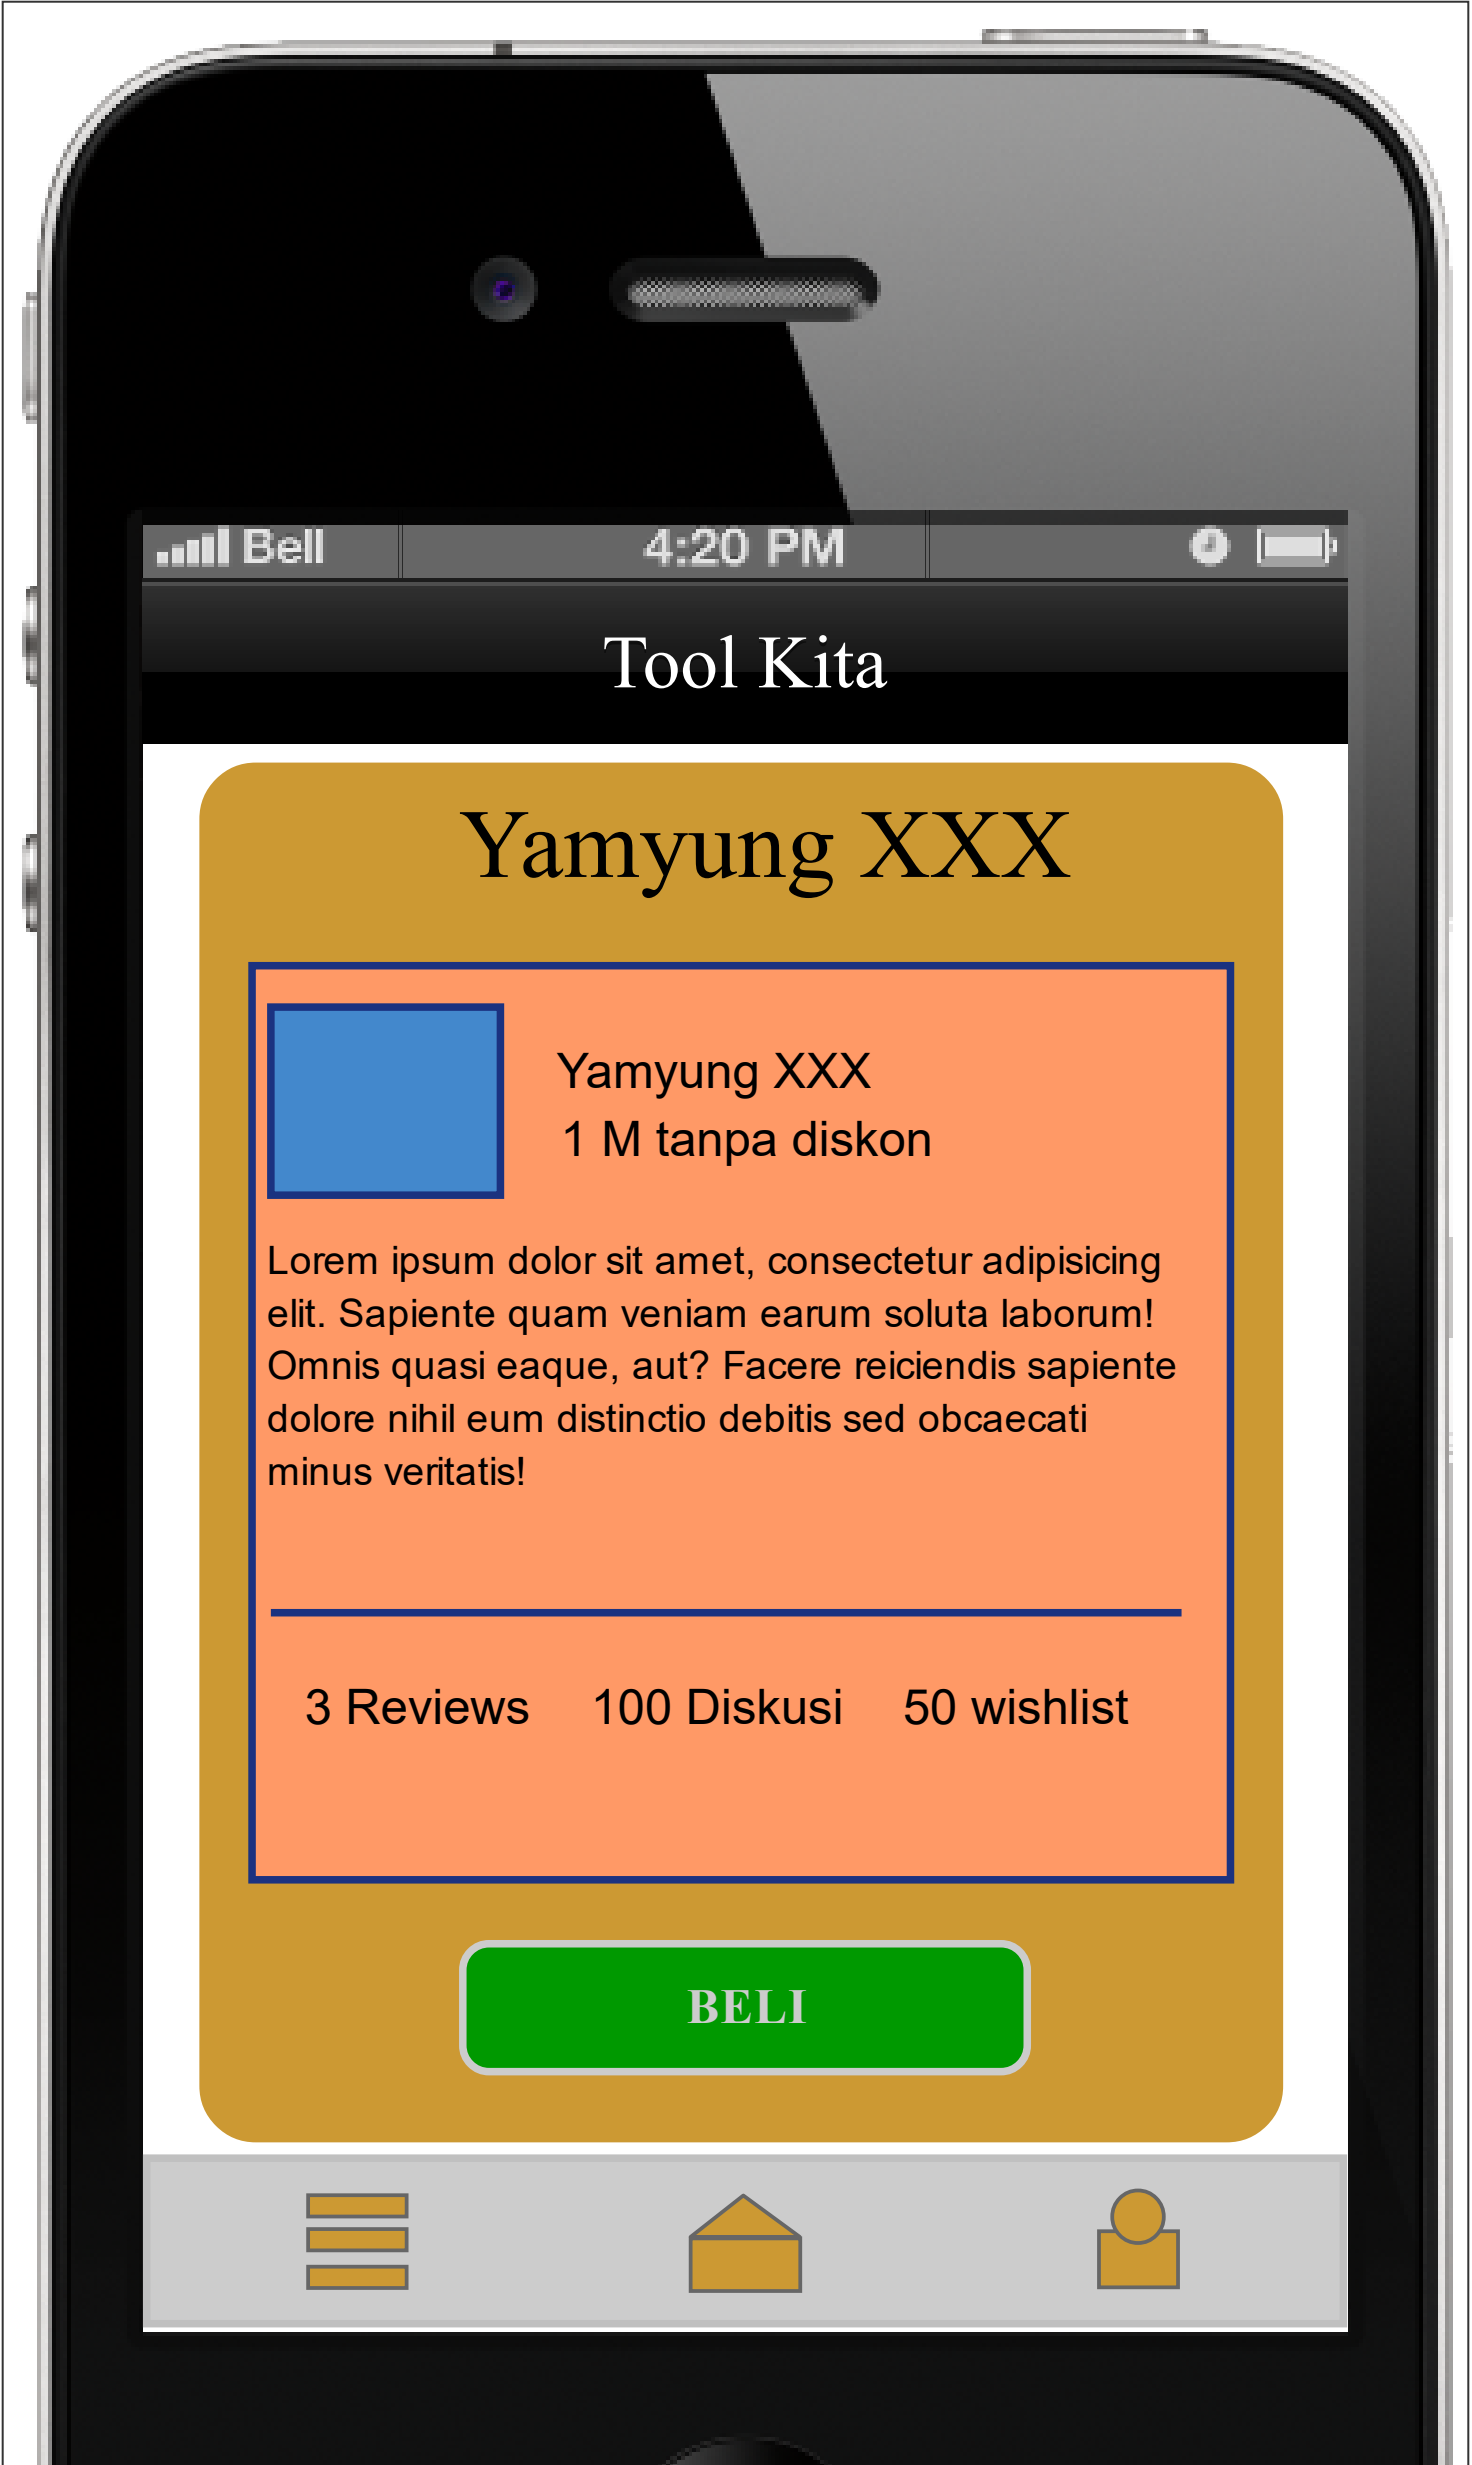 Bell 4:20 PM
Tool Kita
Yamyung XXX
Yamyung XXX
1 M tanpa diskon
Lorem ipsum dolor sit amet, consectetur adipisicing
elit. Sapiente quam veniam earum soluta laborum!
Omnis quasi eaque, aut? Facere reiciendis sapiente
dolore nihil eum distinctio debitis sed obcaecati
minus veritatis!
3 Reviews 100 Diskusi 50 wishlist
BELI